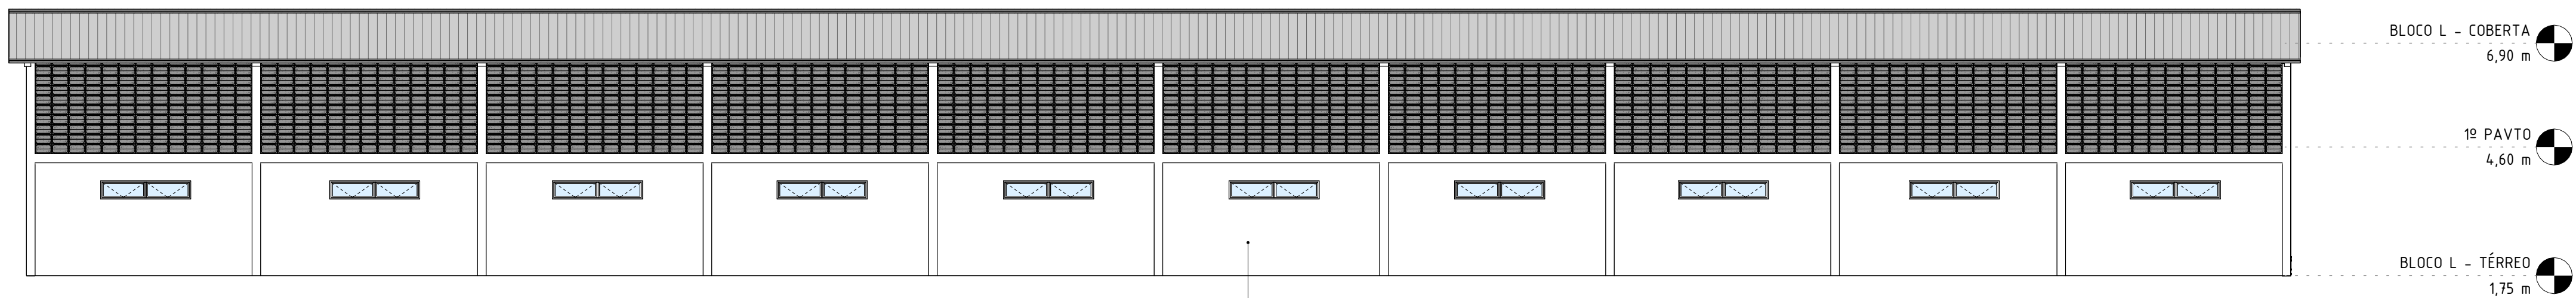 BLOCO L - COBERTA
6,90 m
1º PAVTO
4,60 m
BLOCO L - TÉRREO
1,75 m